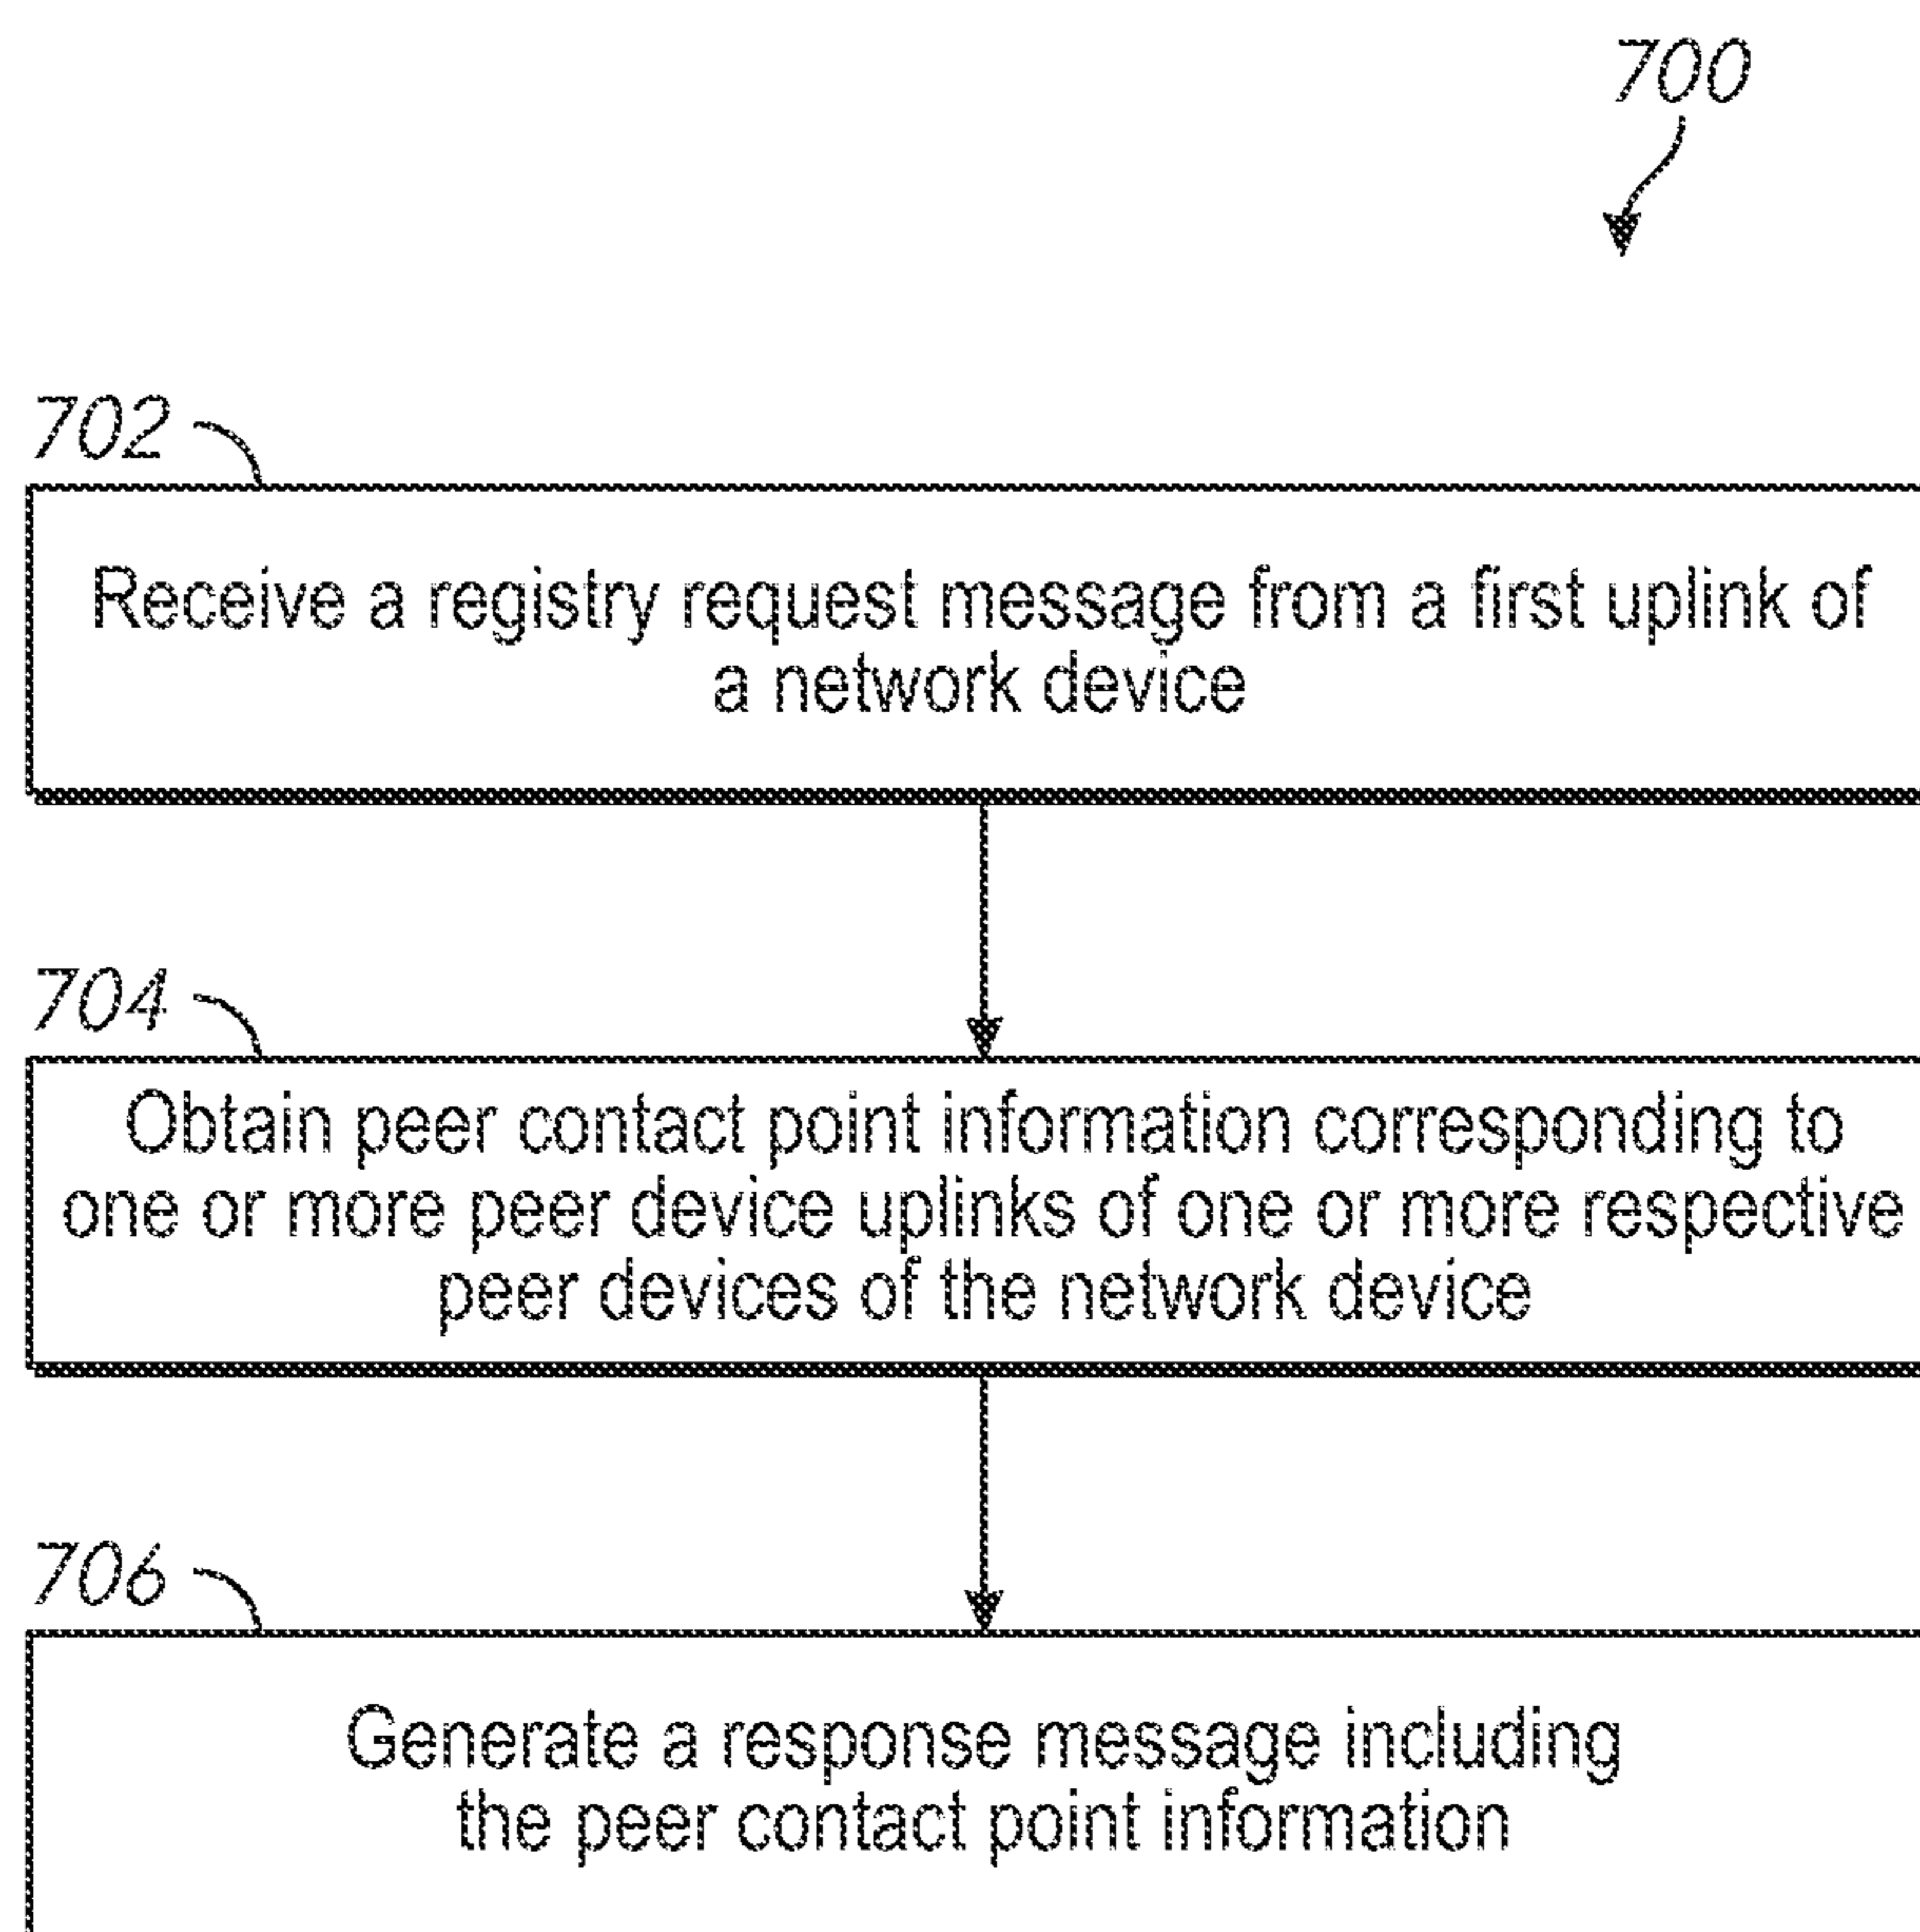 700
702
Receive a registry request message from a first uplink of
a network device
704
Obtain peer contact point information corresponding to
one or more peer device uplinks of one or more respective
peer devices of the network device
706
Generate a response message including
the peer contact point information